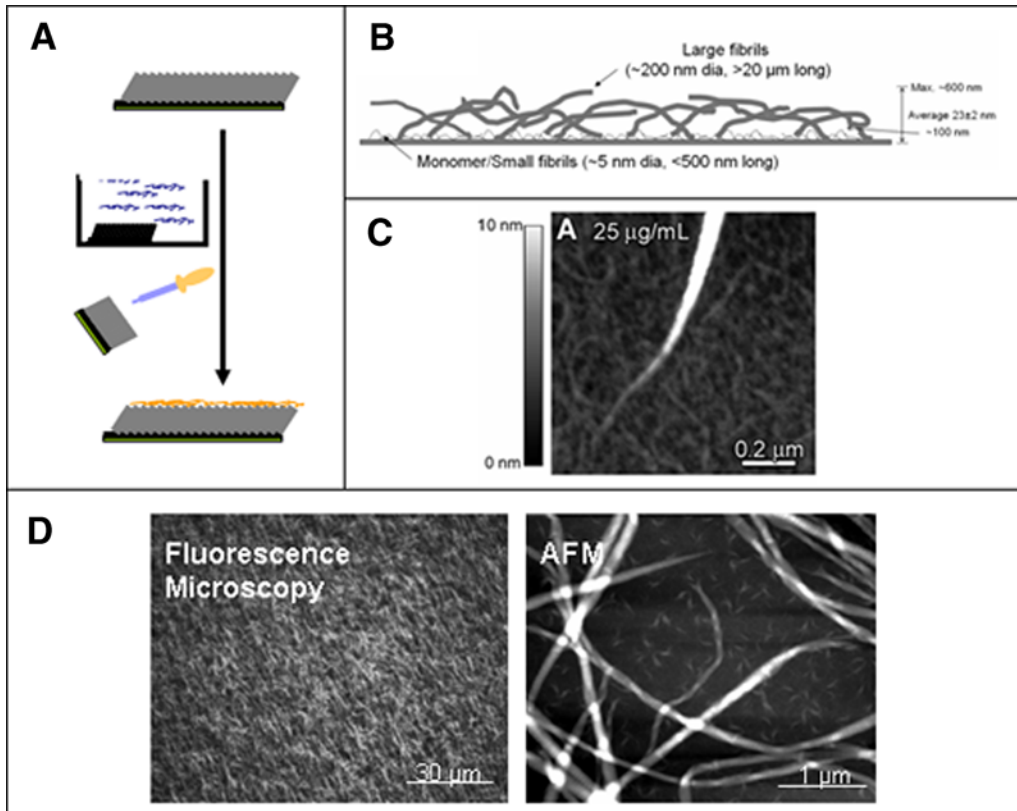 A
B
Large fibrils
(~200 nm dia, >20 µm long)
Max. ~600 nm
Average 23±2 nm
~100 nm
Monomer/Small fibrils (~5 nm dia, <500 nm long)
C
10 nm
0 nm
A 25 µg/mL
0.2 µm
D
Fluorescence
Microscopy
30 µm
AFM
1 µm